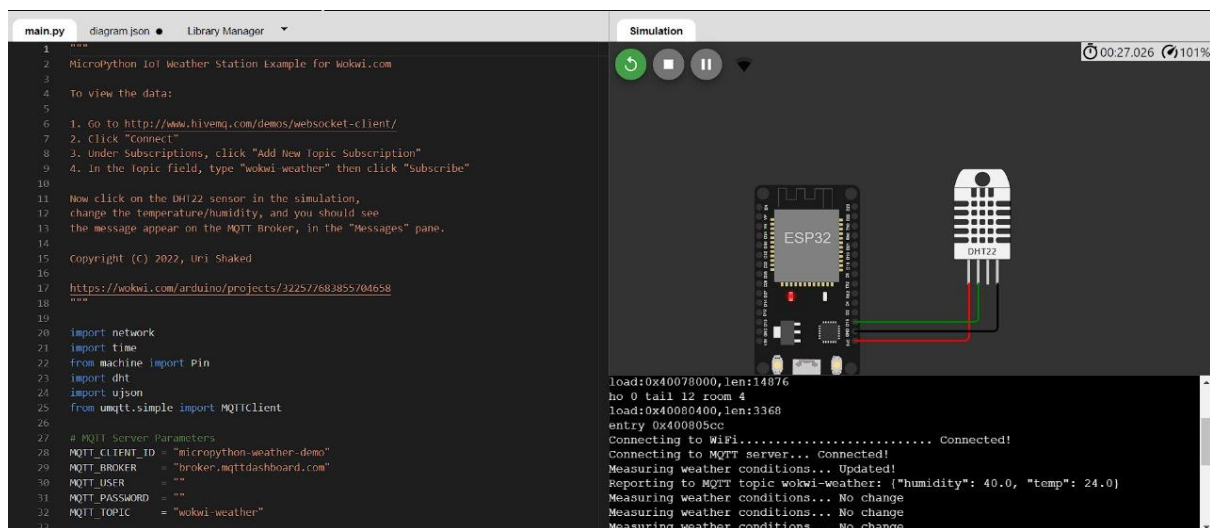 main.py diagram.json ● Library Manager
1 """
2 MicroPython IoT Weather Station Example for Wokwi.com
3
4 To view the data:
5
6 1. Go to http://www.hivemq.com/demos/websocket-client/
7 2. Click "Connect"
8 3. Under Subscriptions, click "Add New Topic Subscription"
9 4. In the Topic field, type "wokwi-weather" then click "Subscribe"
10
11 Now click on the DHT22 sensor in the simulation,
12 change the temperature/humidity, and you should see
13 the message appear on the MQTT Broker, in the "Messages" pane.
14
15 Copyright (C) 2022, Uri Shaked
16
17 https://wokwi.com/arduino/projects/322577683855704658
18 """
19
20 import network
21 import time
22 from machine import Pin
23 import dht
24 import ujson
25 from umqtt.simple import MQTTClient
26
27 # MQTT Server Parameters
28 MQTT_CLIENT_ID = "micropython-weather-demo"
29 MQTT_BROKER = "broker.mqttdashboard.com"
30 MQTT_USER = ""
31 MQTT_PASSWORD = ""
32 MQTT_TOPIC = "wokwi-weather"
Simulation
00:27.026 101%
ESP32
DHT22
load:0x40078000,len:14876
ho 0 tail 12 room 4
load:0x40080400,len:3368
entry 0x400805cc
Connecting to WiFi........................... Connected!
Connecting to MQTT server... Connected!
Measuring weather conditions... Updated!
Reporting to MQTT topic wokwi-weather: {"humidity": 40.0, "temp": 24.0}
Measuring weather conditions... No change
Measuring weather conditions... No change
Measuring weather conditions... No change